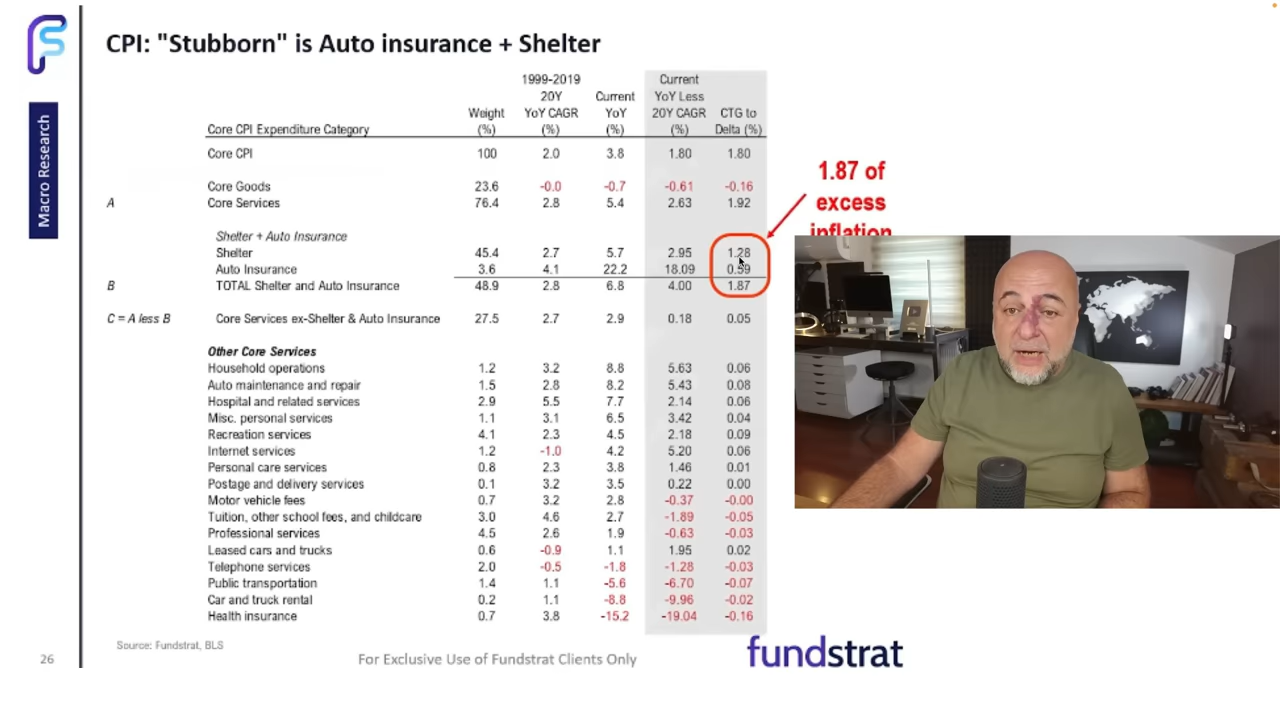 CPI: "Stubborn" is Auto insurance + Shelter
Macro Research
1999-2019 Current
20Y Current YoY Less
Weight YoY CAGR YoY 20Y CAGR CTG to
Core CPI Expenditure Category (%) (%) (%) (%) Delta (%)
Core CPI 100 2.0 3.8 1.80 1.80
Core Goods 23.6 -0.0 -0.7 -0.61 -0.16
A Core Services 76.4 2.8 5.4 2.63 1.92
Shelter + Auto Insurance
Shelter 45.4 2.7 5.7 2.95 1.28
Auto Insurance 3.6 4.1 22.2 18.09 0.59
B TOTAL Shelter and Auto Insurance 48.9 2.8 6.8 4.00 1.87
C = A less B Core Services ex-Shelter & Auto Insurance 27.5 2.7 2.9 0.18 0.05
Other Core Services
Household operations 1.2 3.2 8.8 5.63 0.06
Auto maintenance and repair 1.5 2.8 8.2 5.43 0.08
Hospital and related services 2.9 5.5 7.7 2.14 0.06
Misc. personal services 1.1 3.1 6.5 3.42 0.04
Recreation services 4.1 2.3 4.5 2.18 0.09
Internet services 1.2 -1.0 4.2 5.20 0.06
Personal care services 0.8 2.3 3.8 1.46 0.01
Postage and delivery services 0.1 3.2 3.5 0.22 0.00
Motor vehicle fees 0.7 3.2 2.8 -0.37 -0.00
Tuition, other school fees, and childcare 3.0 4.6 2.7 -1.89 -0.05
Professional services 4.5 2.6 1.9 -0.63 -0.03
Leased cars and trucks 0.6 -0.9 1.1 1.95 0.02
Telephone services 2.0 -0.5 -1.8 -1.28 -0.03
Public transportation 1.4 1.1 -5.6 -6.70 -0.07
Car and truck rental 0.2 1.1 -8.8 -9.96 -0.02
Health insurance 0.7 3.8 -15.2 -19.04 -0.16
1.87 of
excess
inflation
Source: Fundstrat, BLS
26
For Exclusive Use of Fundstrat Clients Only
fundstrat